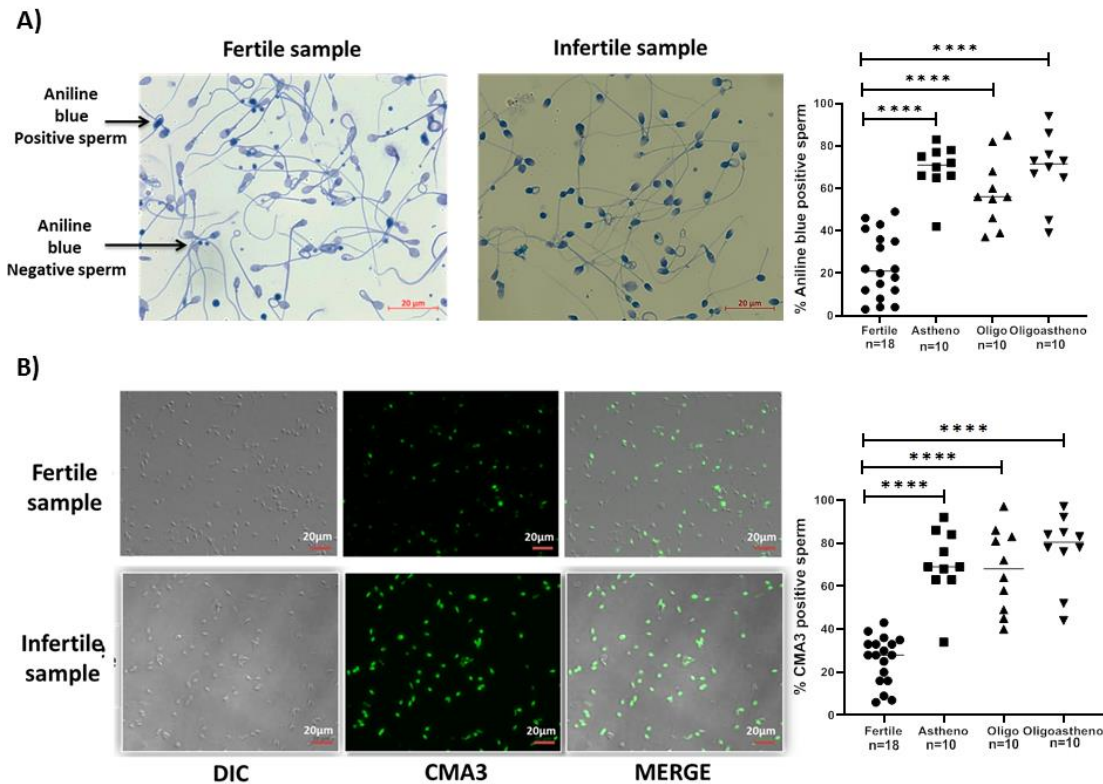 A)
Fertile sample
Infertile sample
Aniline
blue
Positive sperm
Aniline
blue
Negative sperm
20 µm
20 µm
****
****
****
% Aniline blue positive sperm
100
80
60
40
20
0
Fertile
n=18
Astheno
n=10
Oligo
n=10
Oligoastheno
n=10
B)
Fertile
sample
20µm
20µm
20µm
Infertile
sample
20µm
20µm
20µm
DIC
CMA3
MERGE
****
****
****
% CMA3 positive sperm
100
80
60
40
20
0
Fertile
n=18
Astheno
n=10
Oligo
n=10
Oligoastheno
n=10